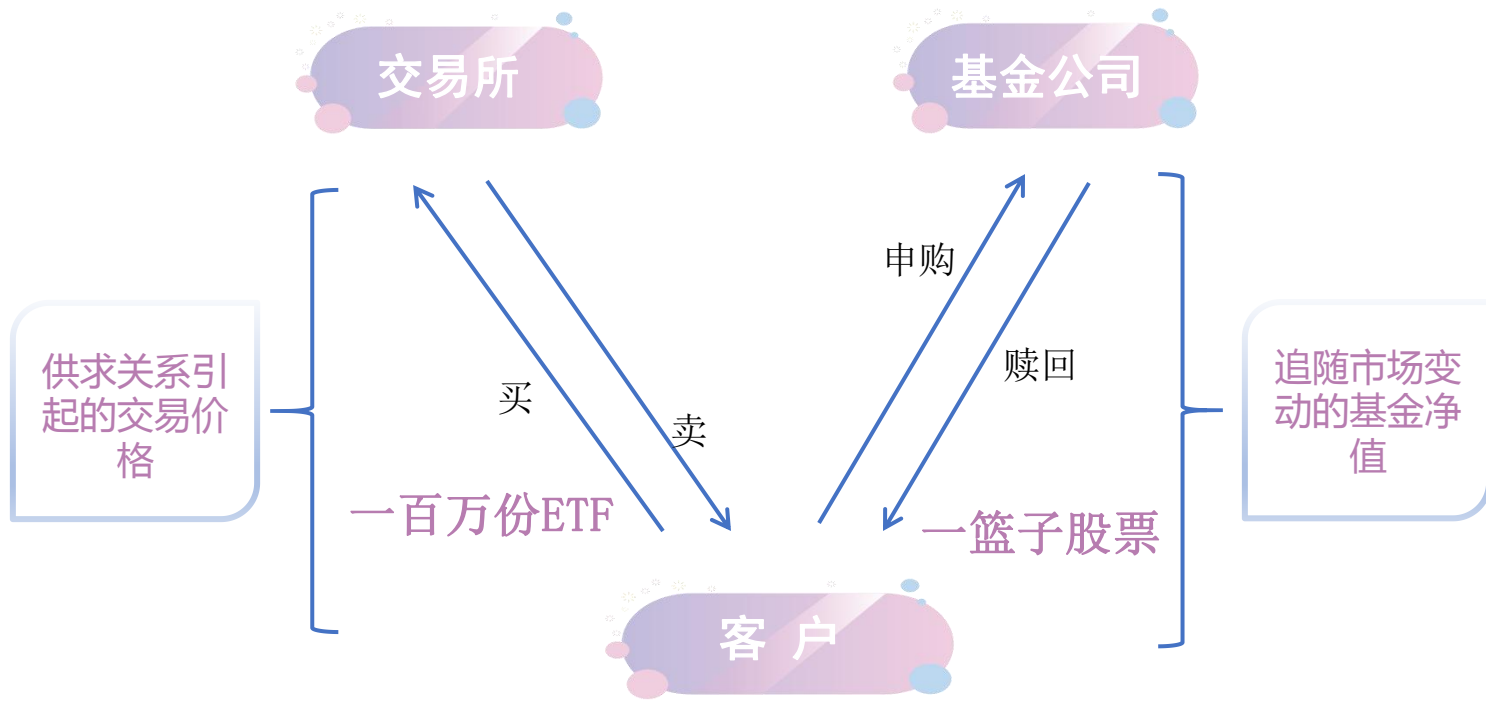 交易所
基金公司
申购
供求关系引
起的交易价
格
买
卖
赎回
追随市场变
动的基金净
值
一百万份ETF
一篮子股票
客 户